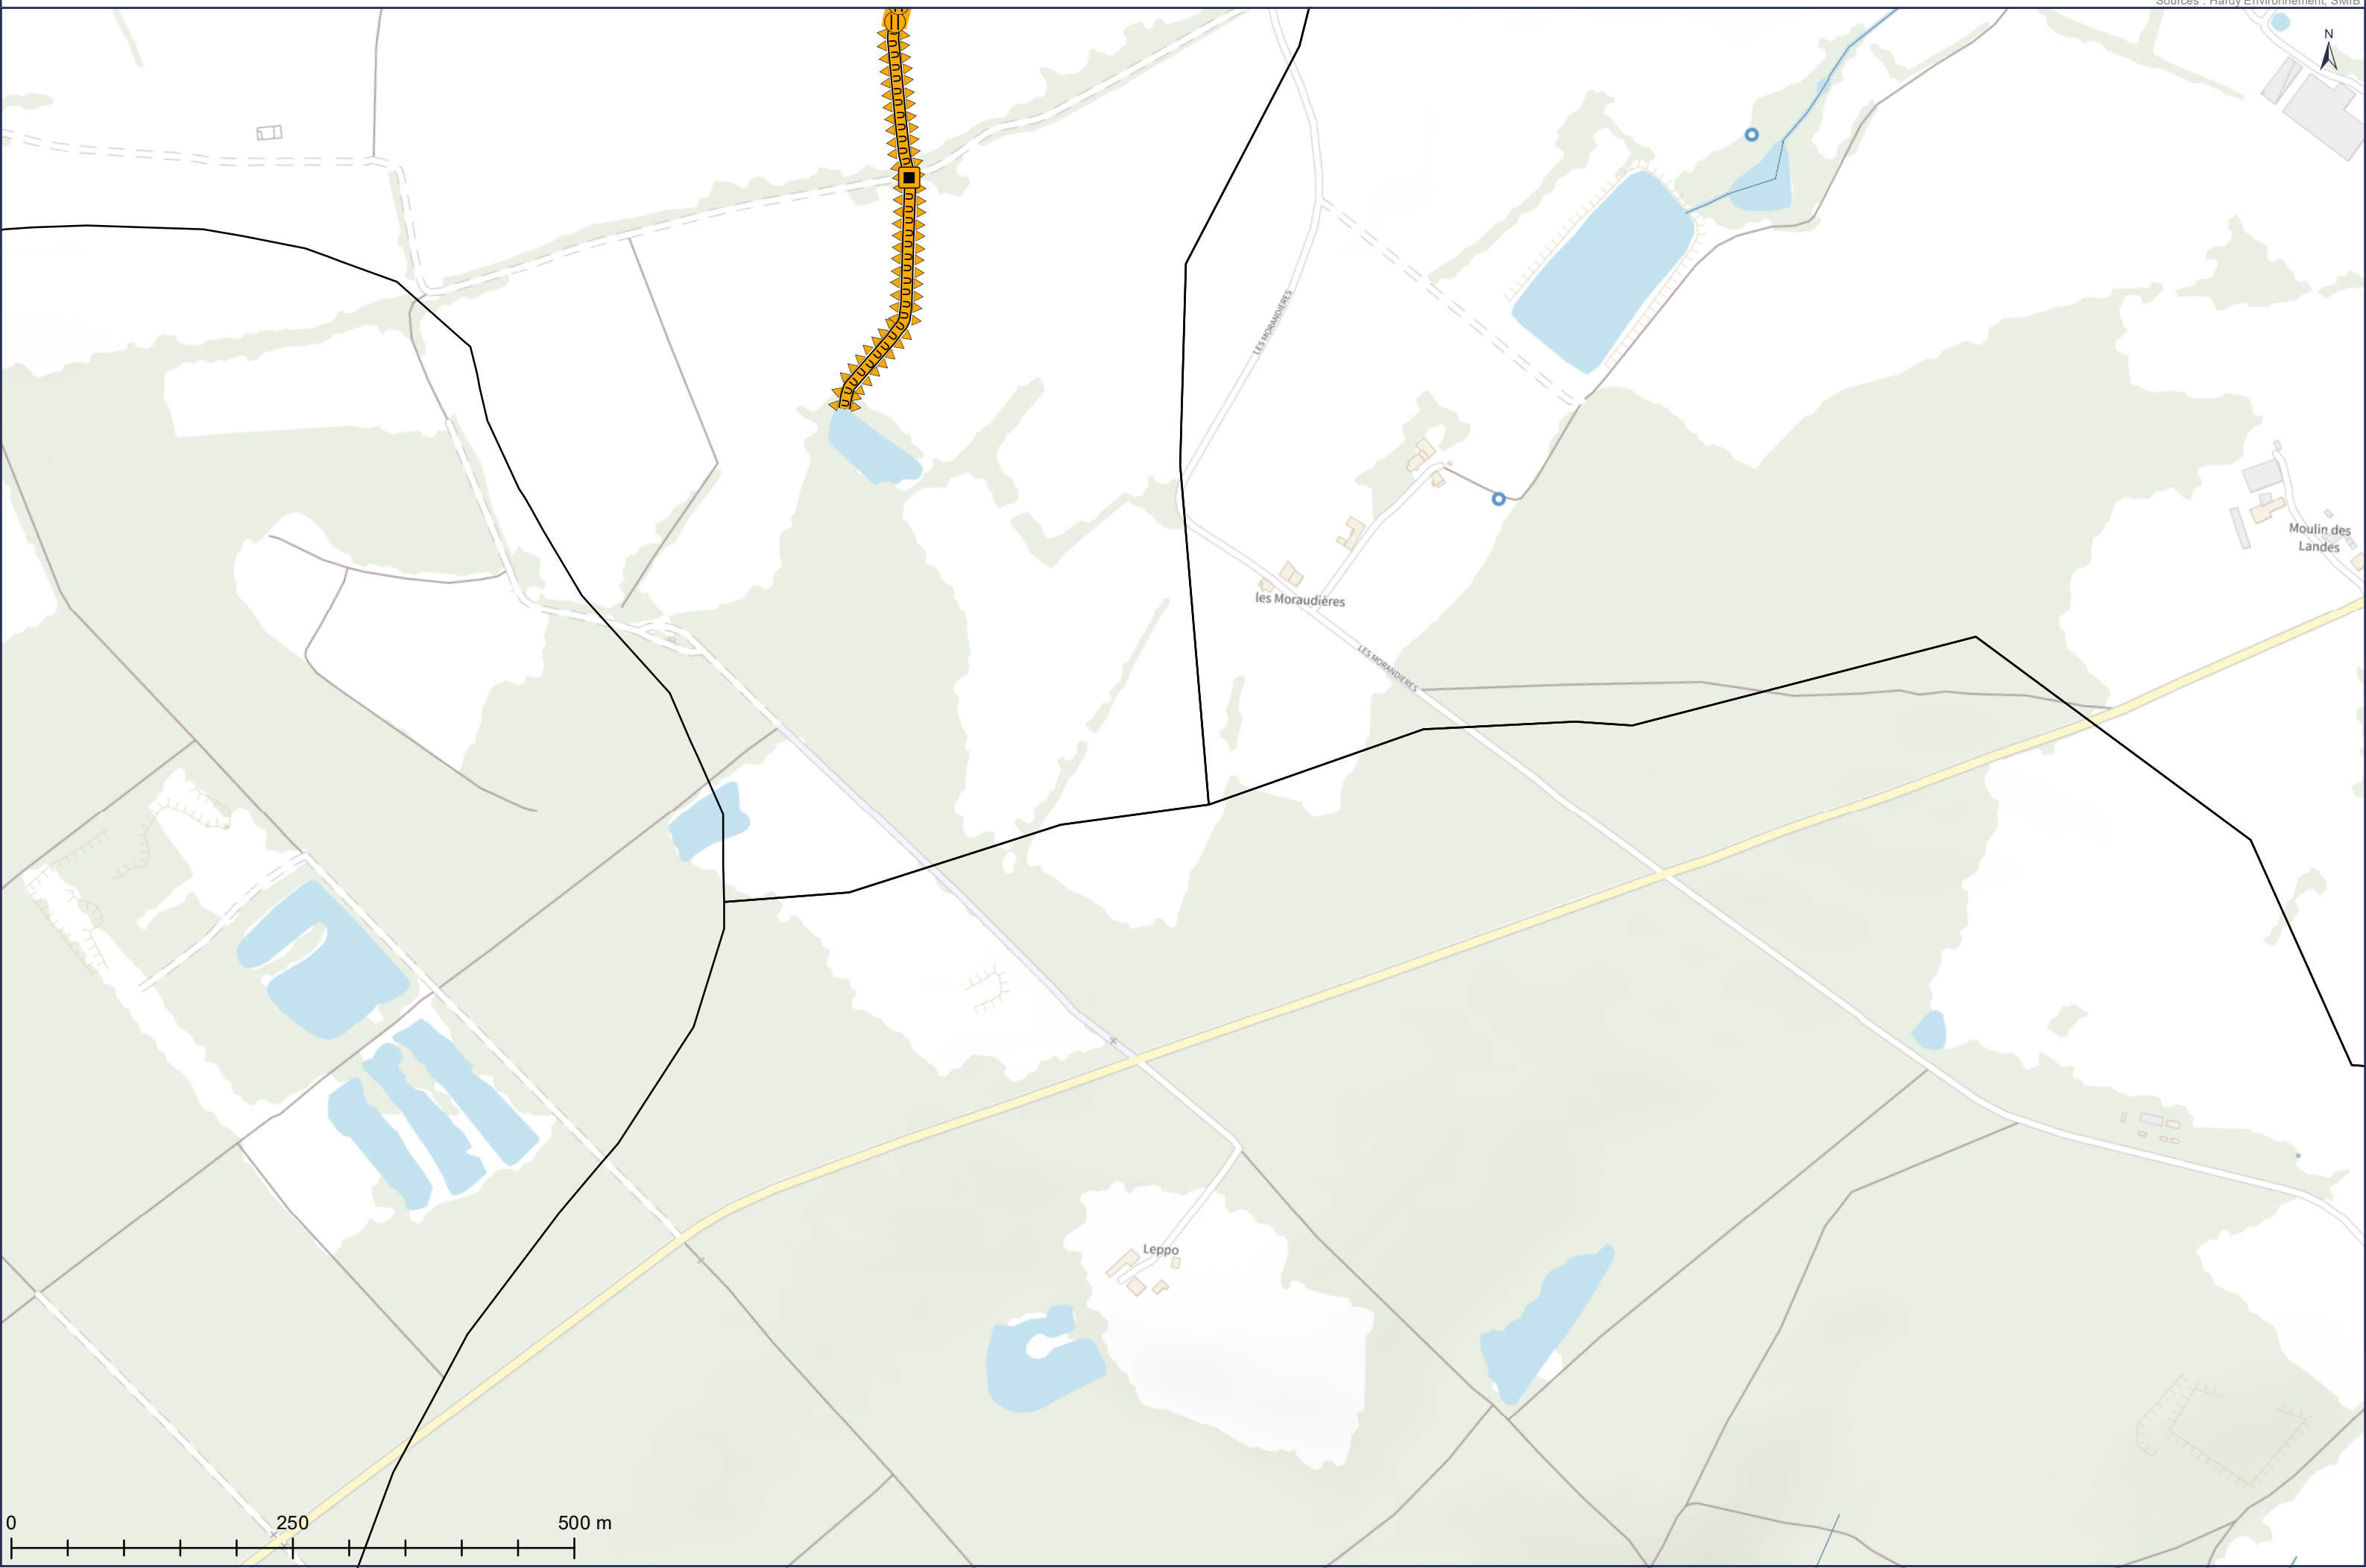 Sources : Hardy Environnement, SMIB
N
LES MORANDIERES
Moulin des
Landes
les Moraudières
LES MORANDIERES
Leppo
0 250 500 m